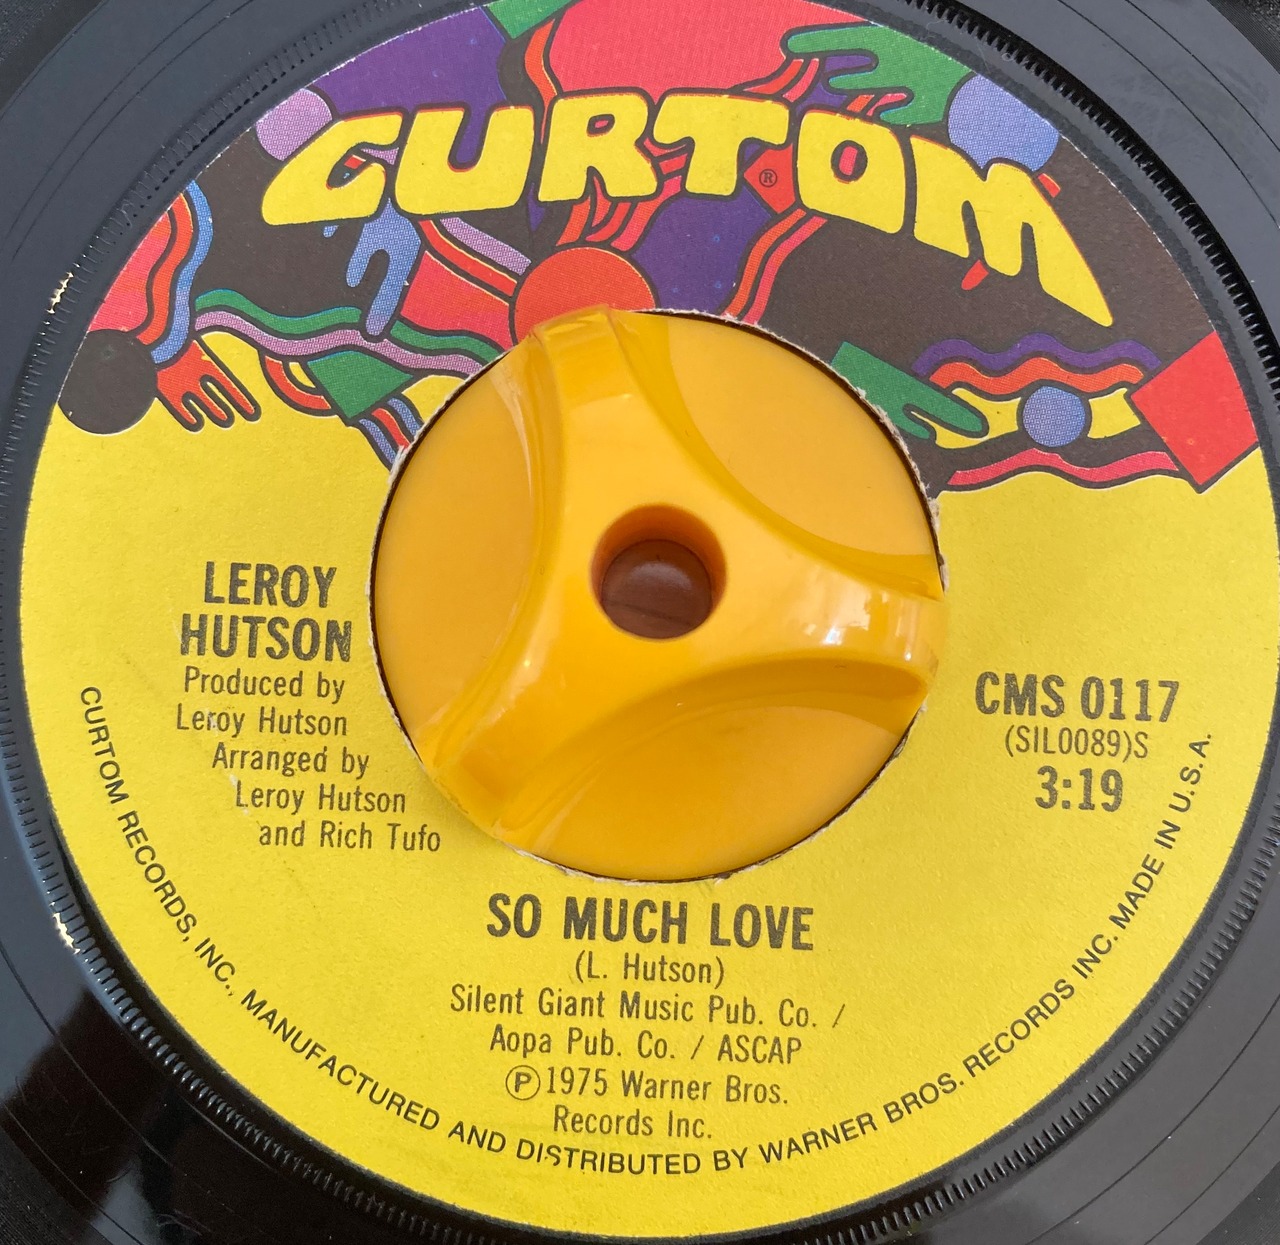 CURTOM
®
LEROY
HUTSON
Produced by
Leroy Hutson
Arranged by
Leroy Hutson
and Rich Tufo
CMS 0117
(SIL0089)S
3:19
SO MUCH LOVE
(L. Hutson)
Silent Giant Music Pub. Co. /
Aopa Pub. Co. / ASCAP
Ⓟ1975 Warner Bros.
Records Inc.
CURTOM RECORDS, INC., MANUFACTURED AND DISTRIBUTED BY WARNER BROS. RECORDS INC. MADE IN U.S.A.